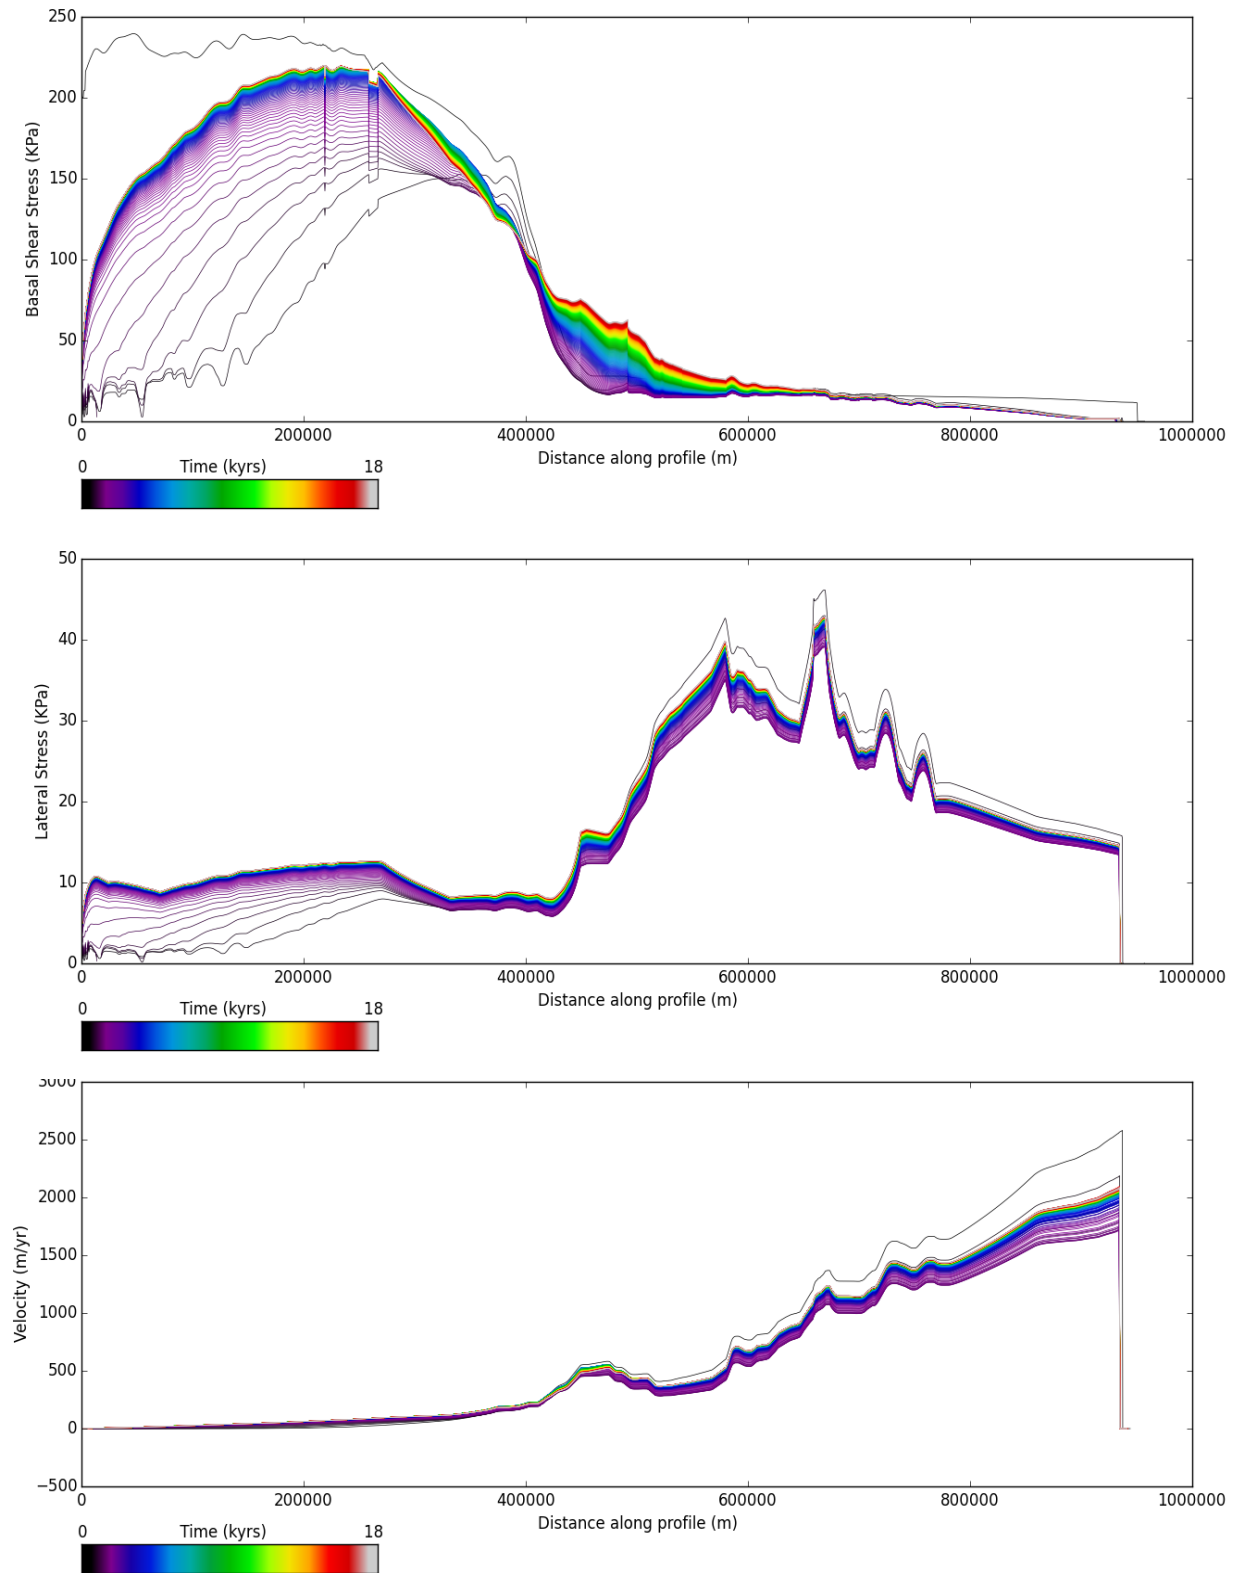 250
200
150
100
50
0
Basal Shear Stress (KPa)
0 200000 400000 600000 800000 1000000
Distance along profile (m)
0 Time (kyrs) 18
50
40
30
20
10
0
Lateral Stress (KPa)
0 200000 400000 600000 800000 1000000
Distance along profile (m)
0 Time (kyrs) 18
3000
2500
2000
1500
1000
500
0
−500
Velocity (m/yr)
0 200000 400000 600000 800000 1000000
Distance along profile (m)
0 Time (kyrs) 18